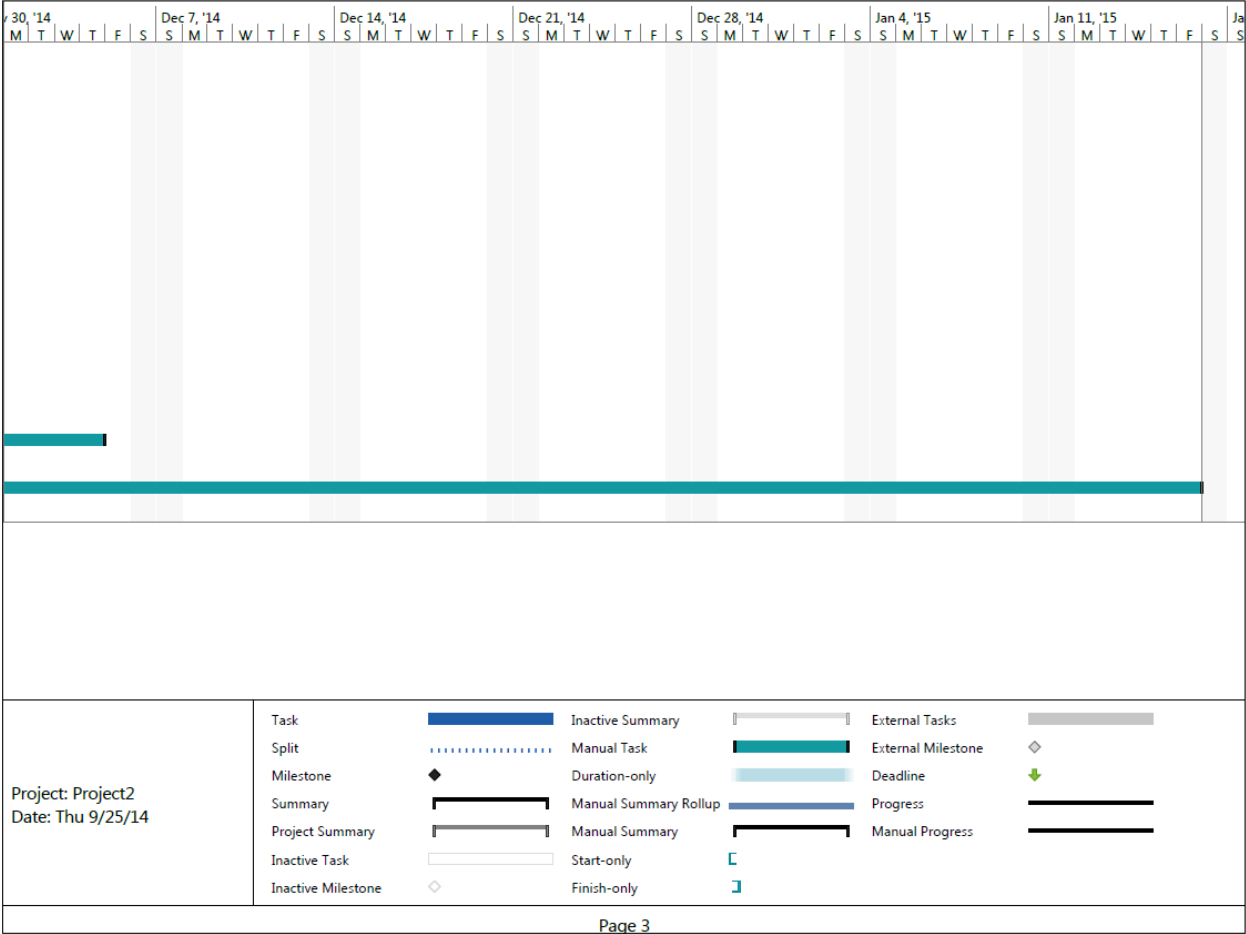 / 30, '14 Dec 7, '14 Dec 14, '14 Dec 21, '14 Dec 28, '14 Jan 4, '15 Jan 11, '15 Ja
M T W T F S S M T W T F S S M T W T F S S M T W T F S S M T W T F S S M T W T F S S M T W T F S S
Task Inactive Summary External Tasks
Split Manual Task External Milestone
Milestone Duration-only Deadline
Summary Manual Summary Rollup Progress
Project Summary Manual Summary Manual Progress
Inactive Task Start-only
Inactive Milestone Finish-only
Project: Project2
Date: Thu 9/25/14
Page 3